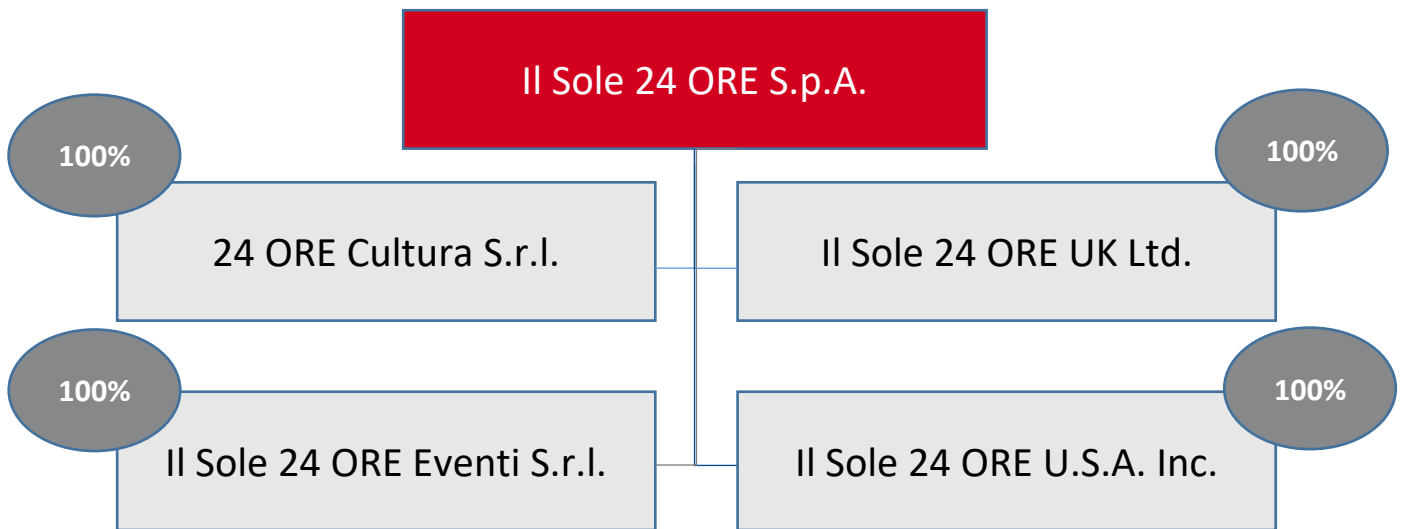 Il Sole 24 ORE S.p.A.
100%
100%
24 ORE Cultura S.r.l.
Il Sole 24 ORE UK Ltd.
100%
100%
Il Sole 24 ORE Eventi S.r.l.
Il Sole 24 ORE U.S.A. Inc.